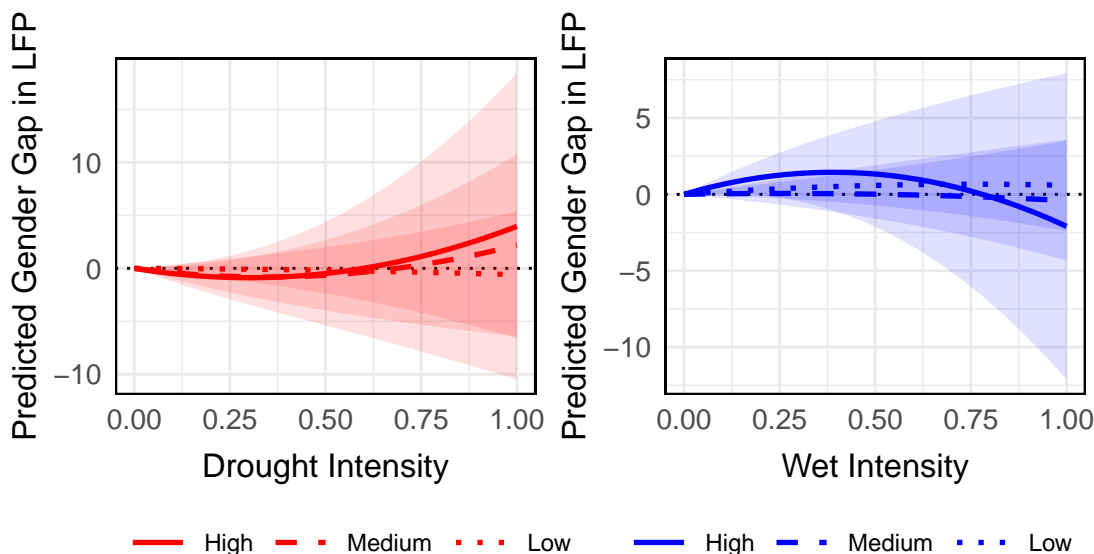 Predicted Gender Gap in LFP
10
0
−10
0.00 0.25 0.50 0.75 1.00
Drought Intensity
High Medium Low
Predicted Gender Gap in LFP
5
0
−5
−10
0.00 0.25 0.50 0.75 1.00
Wet Intensity
High Medium Low